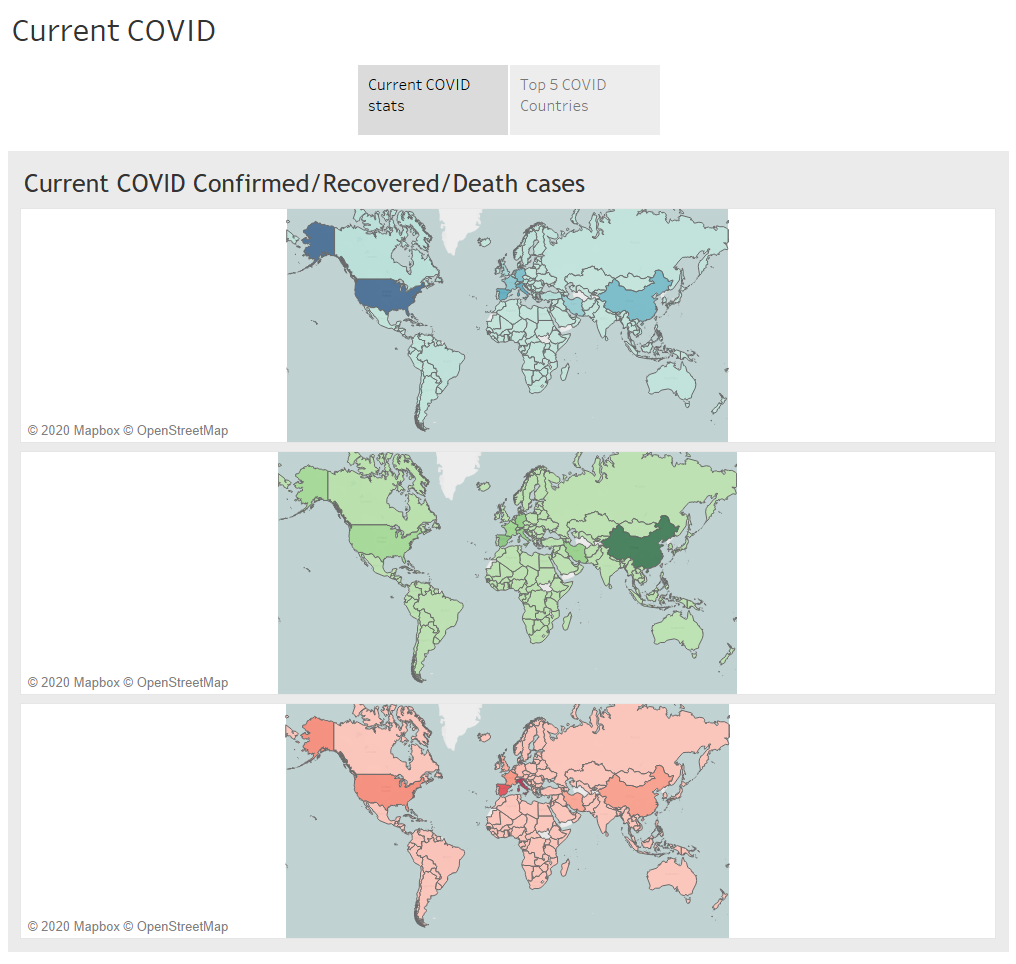 Current COVID
Current COVID
stats
Top 5 COVID
Countries
Current COVID Confirmed/Recovered/Death cases
© 2020 Mapbox © OpenStreetMap
© 2020 Mapbox © OpenStreetMap
© 2020 Mapbox © OpenStreetMap